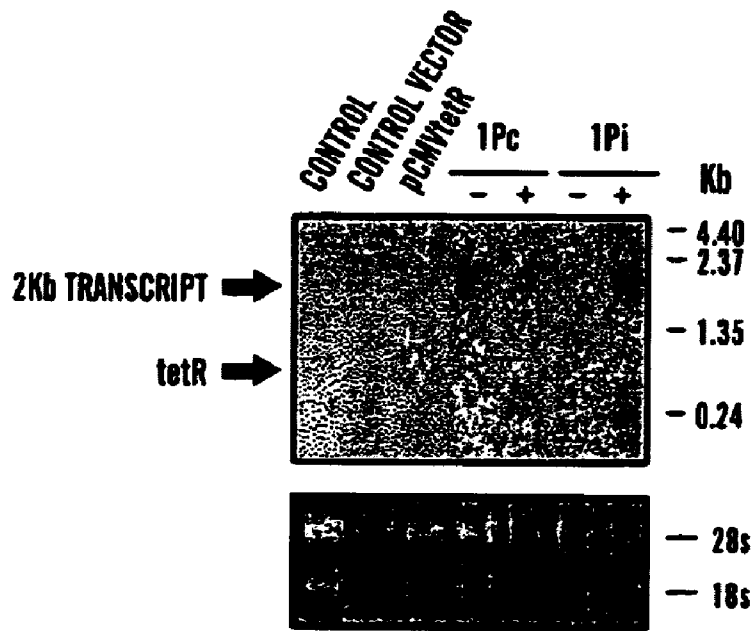 CONTROL
CONTROL VECTOR
pCMVtetR
1Pc
1Pi
Kb
- + - +
4.40
2.37
2Kb TRANSCRIPT
1.35
tetR
0.24
28s
18s